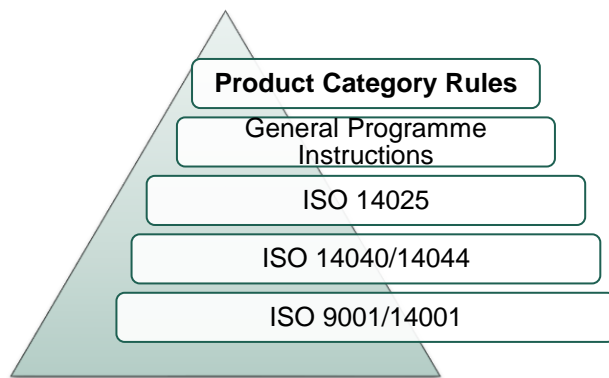 Product Category Rules
General Programme
Instructions
ISO 14025
ISO 14040/14044
ISO 9001/14001